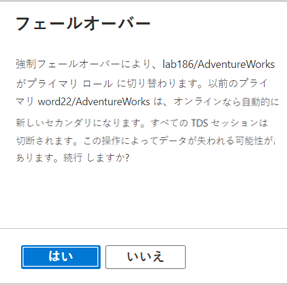 フェールオーバー
強制フェールオーバーにより、lab186/AdventureWorks
がプライマリ ロール に切り替わります。以前のプライ
マリ word22/AdventureWorks は、オンラインなら自動的に
新しいセカンダリになります。すべての TDS セッションは
切断されます。この操作によってデータが失われる可能性が
あります。続行 しますか?
はい
いいえ